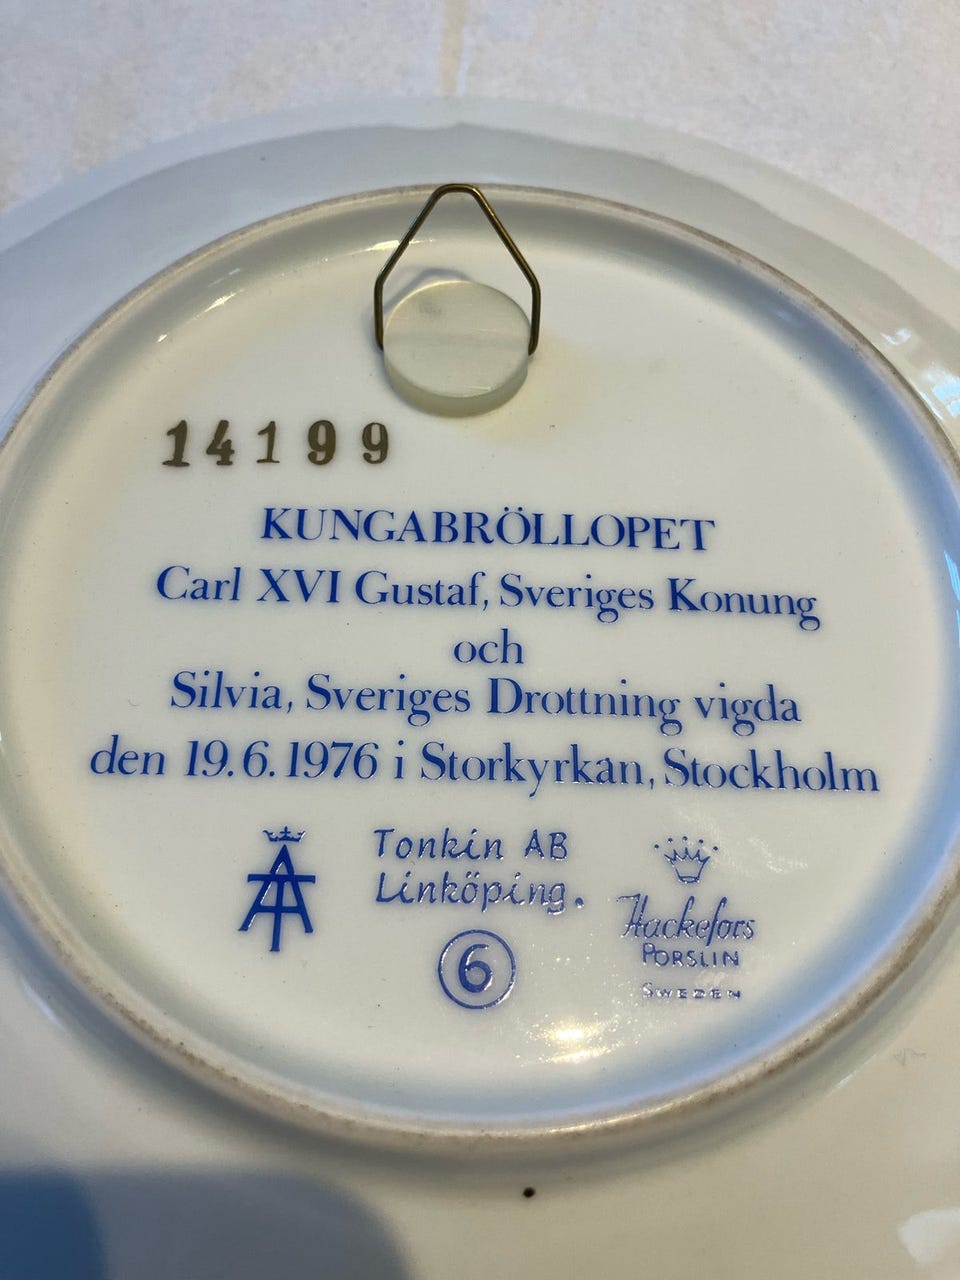 14199
KUNGABRÖLLOPET
Carl XVI Gustaf, Sveriges Konung
och
Silvia, Sveriges Drottning vigda
den 19.6.1976 i Storkyrkan, Stockholm
Tonkin AB
Linköping.
6
Hackefors
PORSLIN
SWEDEN